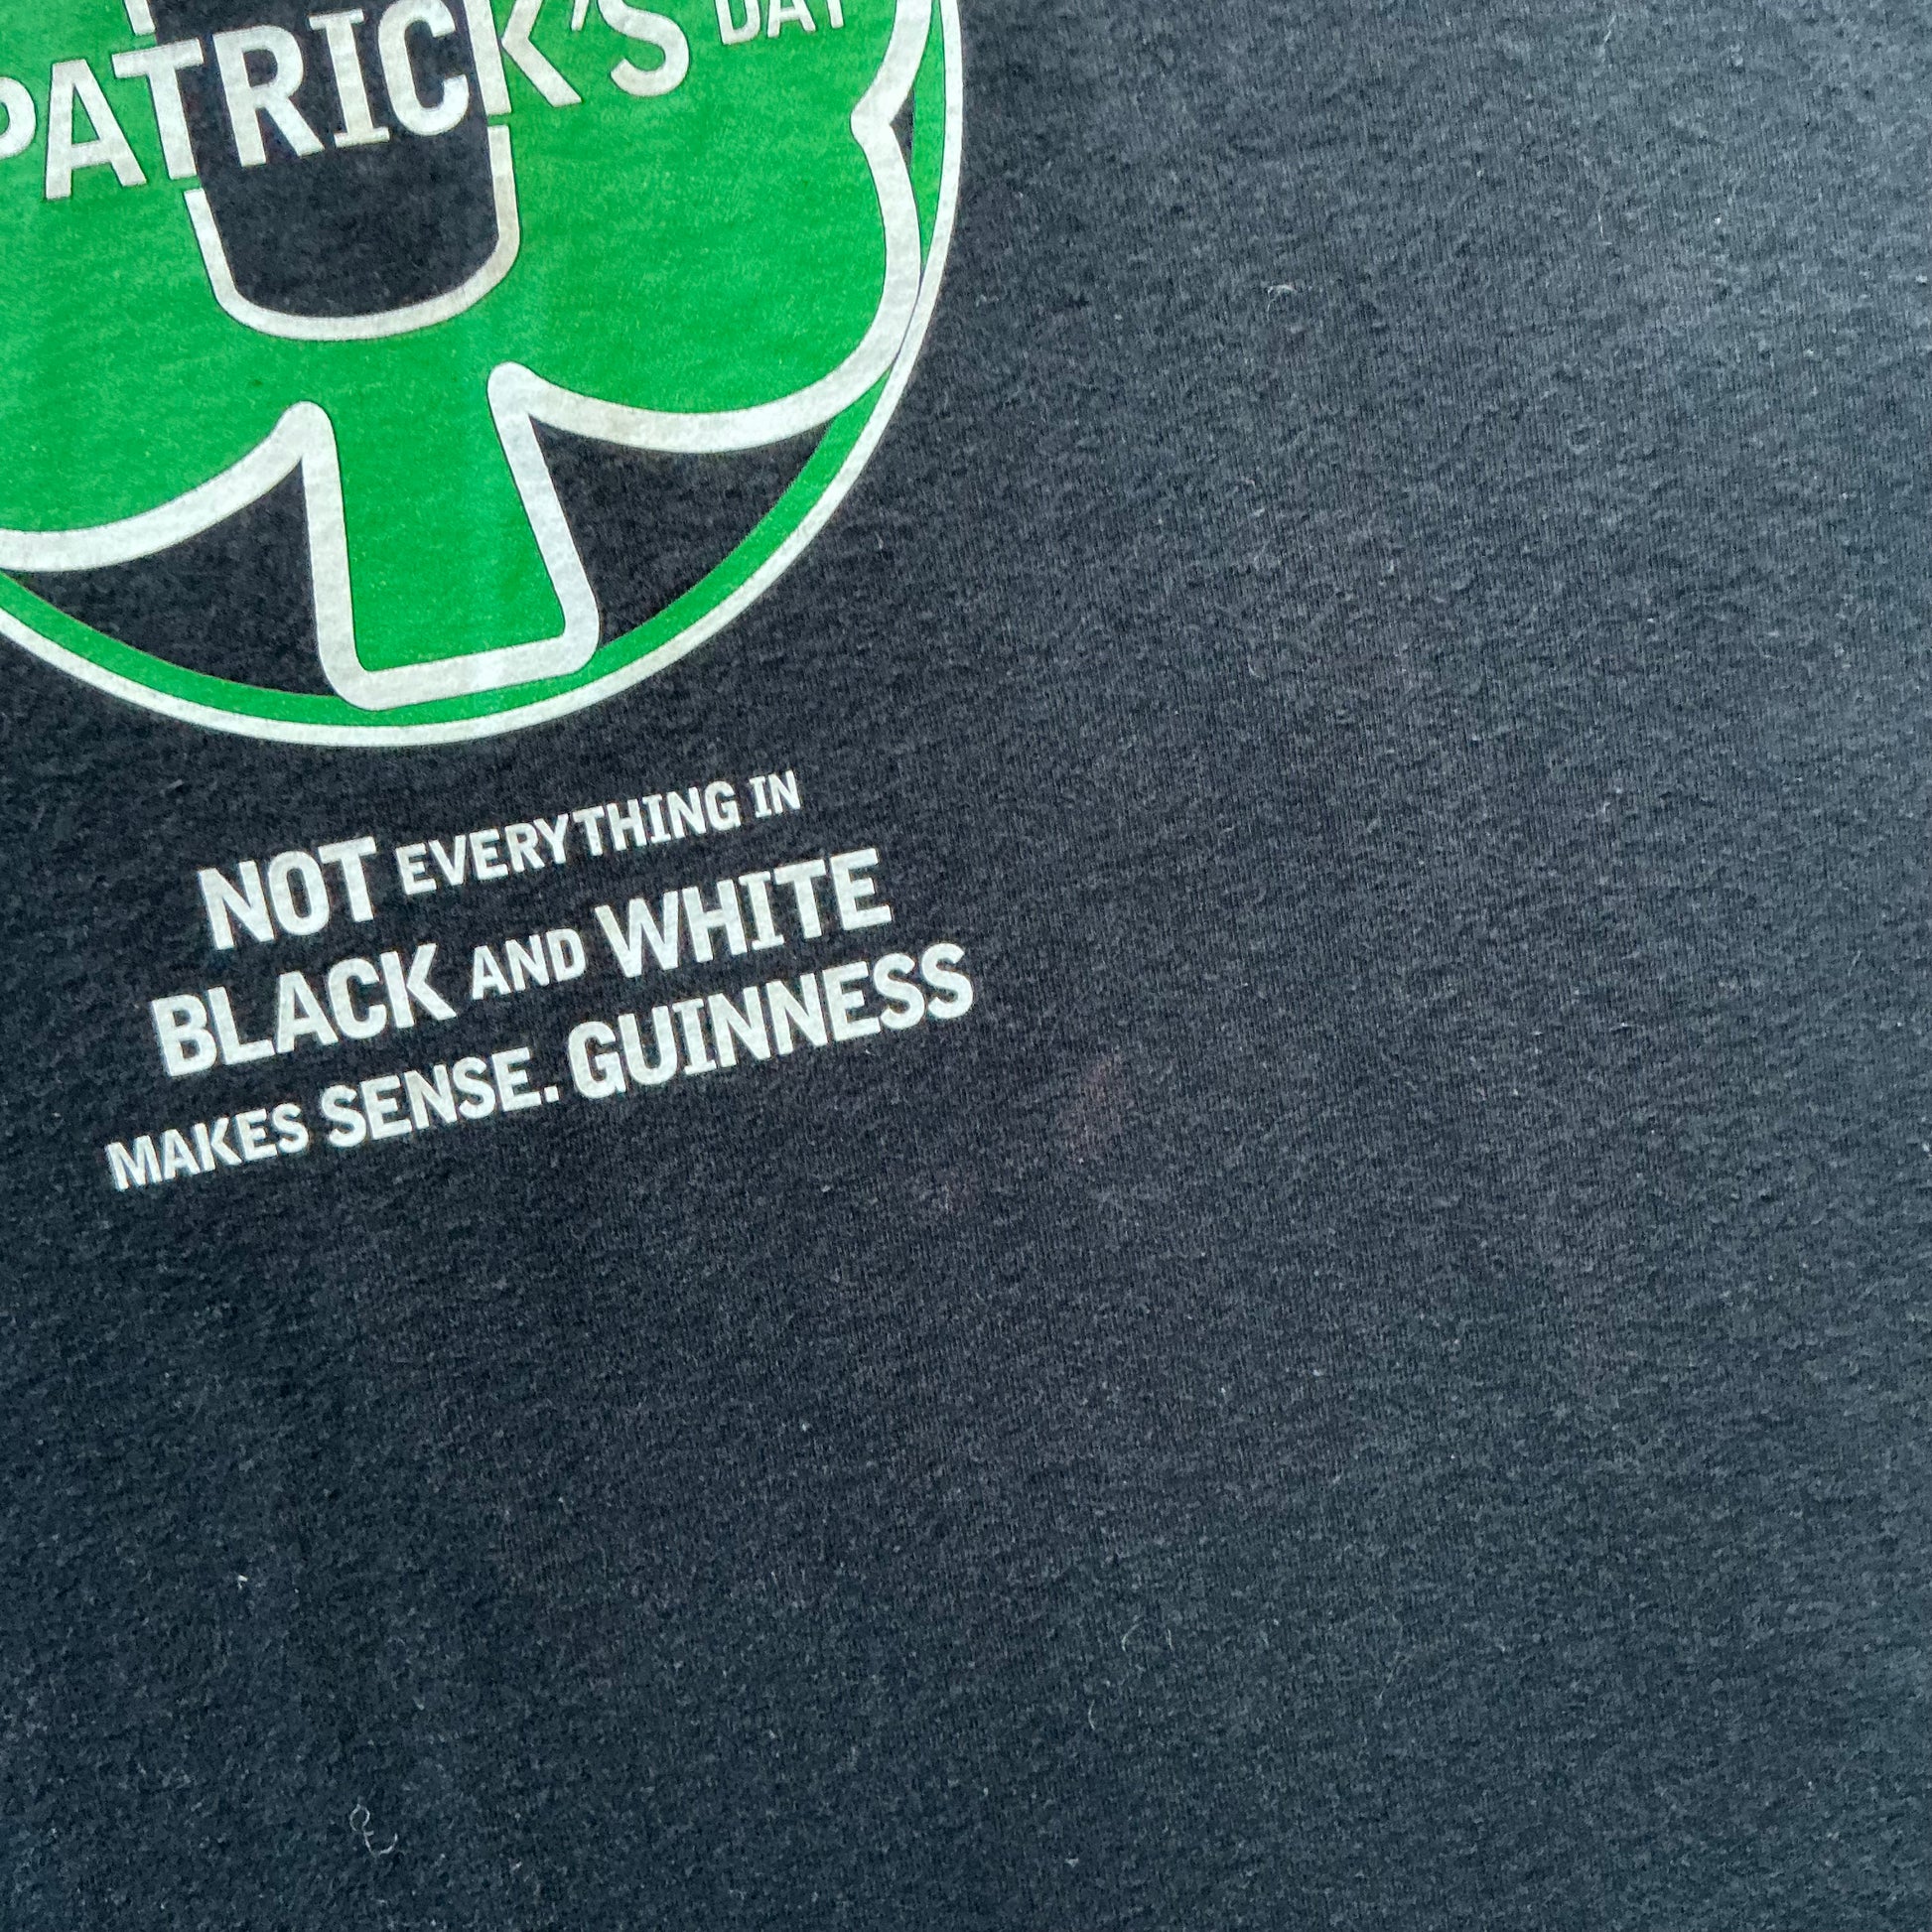 PATRICK'S DAY
NOT EVERYTHING IN
BLACK AND WHITE
MAKES SENSE. GUINNESS